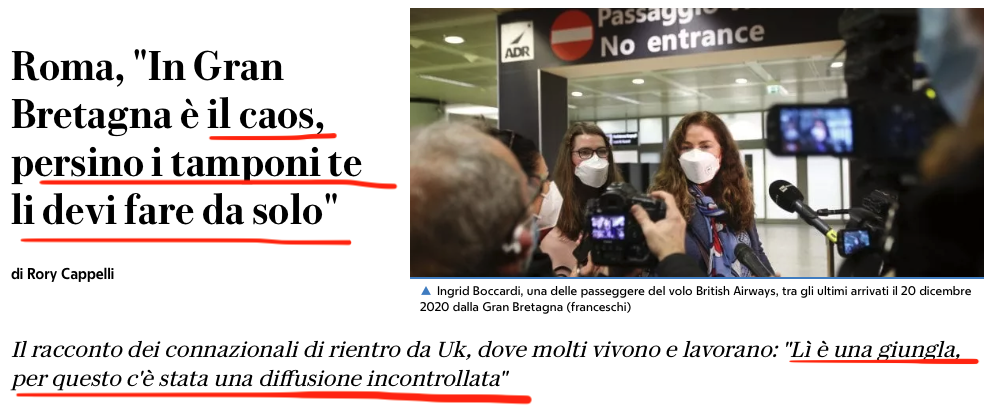 Roma, "In Gran
Bretagna è il caos,
persino i tamponi te
li devi fare da solo"
di Rory Cappelli
ADR
Passaggio
No entrance
▲ Ingrid Boccardi, una delle passeggere del volo British Airways, tra gli ultimi arrivati il 20 dicembre
2020 dalla Gran Bretagna (franceschi)
Il racconto dei connazionali di rientro da Uk, dove molti vivono e lavorano: "Lì è una giungla,
per questo c'è stata una diffusione incontrollata"